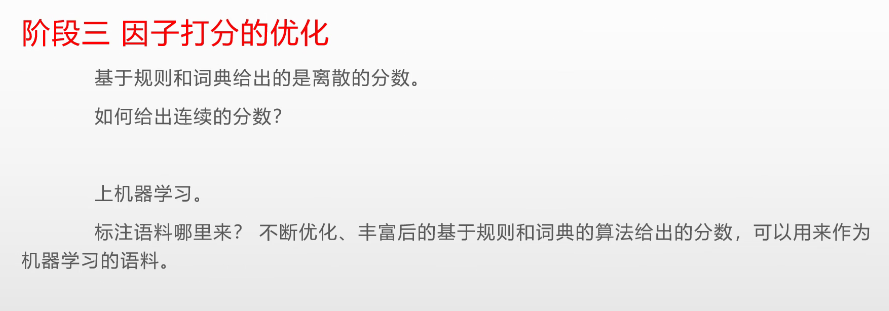 阶段三 因子打分的优化
基于规则和词典给出的是离散的分数。
如何给出连续的分数？
上机器学习。
标注语料哪里来？ 不断优化、丰富后的基于规则和词典的算法给出的分数，可以用来作为
机器学习的语料。